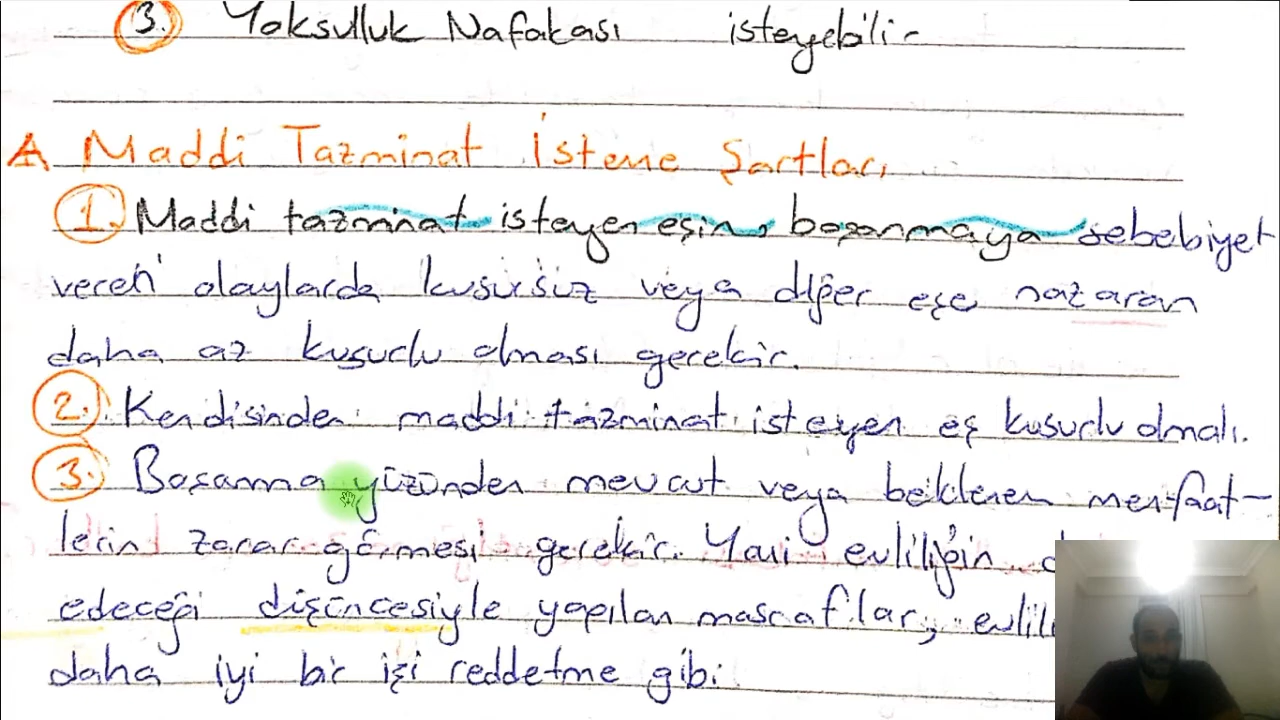 3. Yoksulluk Nafakası isteyebilir
A Maddi Tazminat İsteme Şartları
1. Maddi tazminat isteyen eşin, boşanmaya sebebiyet
veren olaylarda kusursuz veya diğer eşe nazaran
daha az kusurlu olması gerekir.
2. Kendisinden maddi tazminat isteyen eş kusurlu olmalı.
3. Boşanma yüzünden mevcut veya beklenen menfaat-
lerin zarar görmesi gerekir. Yani evliliğin
edeceği düşüncesiyle yapılan masraflar,
daha iyi bir işi reddetme gibi